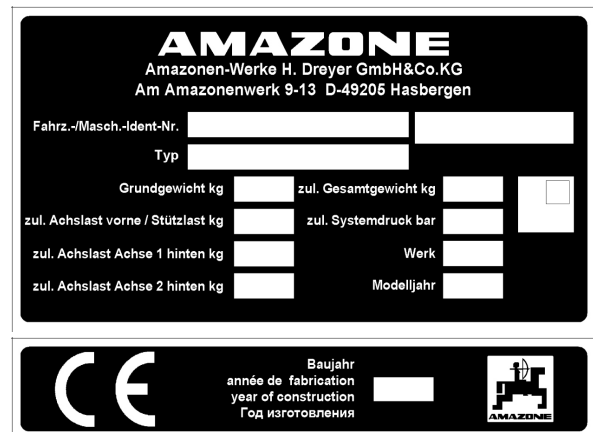 AMAZONE
Amazonen-Werke H. Dreyer GmbH&Co.KG
Am Amazonenwerk 9-13 D-49205 Hasbergen
Fahrz.-/Masch.-Ident-Nr.
Typ
Grundgewicht kg zul. Gesamtgewicht kg
zul. Achslast vorne / Stützlast kg zul. Systemdruck bar
zul. Achslast Achse 1 hinten kg Werk
zul. Achslast Achse 2 hinten kg Modelljahr
CE
Baujahr
année de fabrication
year of construction
Год изготовления
AMAZONE